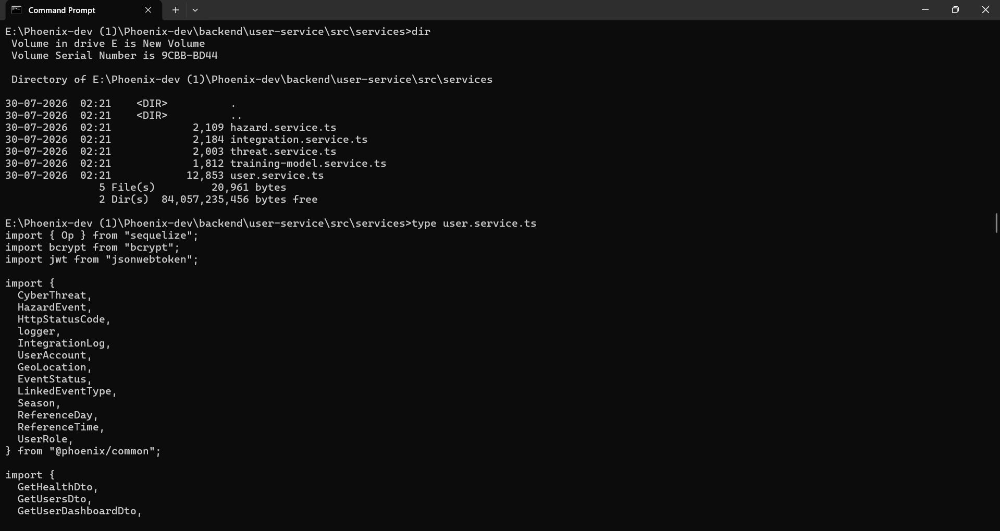 Command Prompt
E:\Phoenix-dev (1)\Phoenix-dev\backend\user-service\src\services>dir
 Volume in drive E is New Volume
 Volume Serial Number is 9CBB-BD44

 Directory of E:\Phoenix-dev (1)\Phoenix-dev\backend\user-service\src\services

30-07-2026  02:21    <DIR>          .
30-07-2026  02:21    <DIR>          ..
30-07-2026  02:21             2,109 hazard.service.ts
30-07-2026  02:21             2,184 integration.service.ts
30-07-2026  02:21             2,003 threat.service.ts
30-07-2026  02:21             1,812 training-model.service.ts
30-07-2026  02:21            12,853 user.service.ts
               5 File(s)         20,961 bytes
               2 Dir(s)  84,057,235,456 bytes free

E:\Phoenix-dev (1)\Phoenix-dev\backend\user-service\src\services>type user.service.ts
import { Op } from "sequelize";
import bcrypt from "bcrypt";
import jwt from "jsonwebtoken";

import {
  CyberThreat,
  HazardEvent,
  HttpStatusCode,
  logger,
  IntegrationLog,
  UserAccount,
  GeoLocation,
  EventStatus,
  LinkedEventType,
  Season,
  ReferenceDay,
  ReferenceTime,
  UserRole,
} from "@phoenix/common";

import {
  GetHealthDto,
  GetUsersDto,
  GetUserDashboardDto,